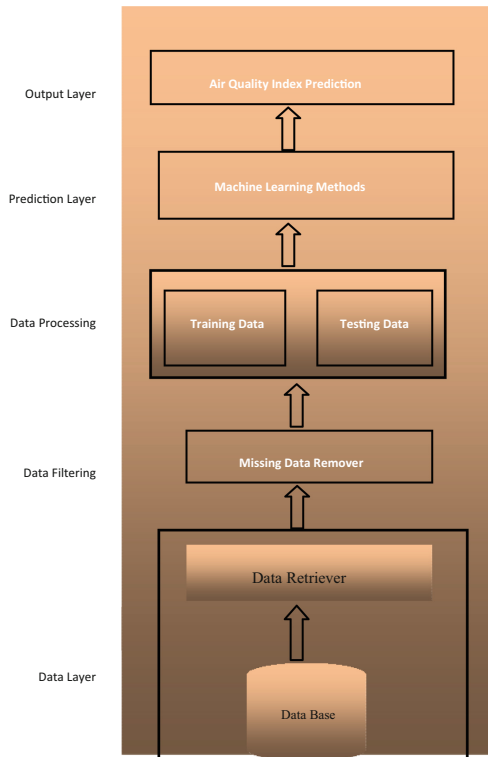 Output Layer
Air Quality Index Prediction
Prediction Layer
Machine Learning Methods
Data Processing
Training Data
Testing Data
Data Filtering
Missing Data Remover
Data Retriever
Data Layer
Data Base